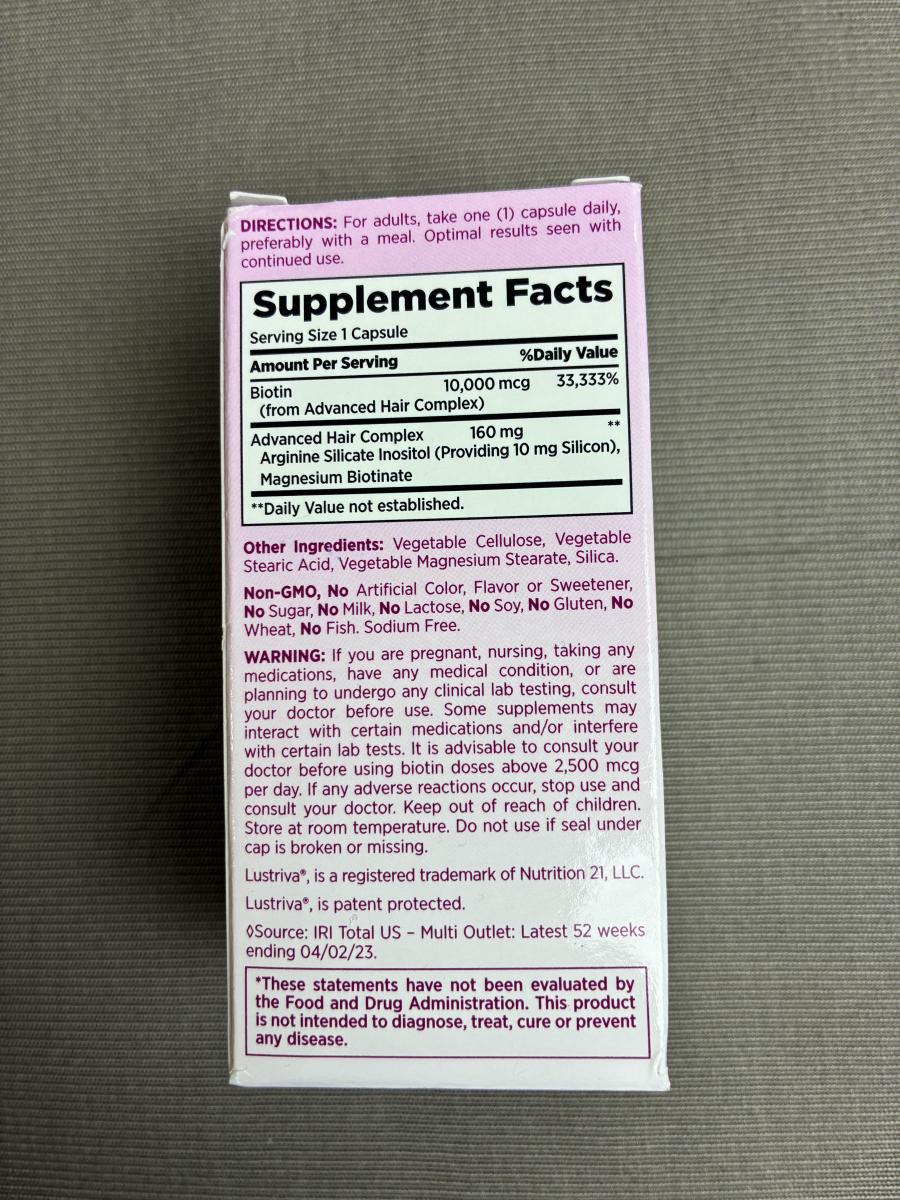 DIRECTIONS: For adults, take one (1) capsule daily,
preferably with a meal. Optimal results seen with
continued use.
Supplement Facts
Serving Size 1 Capsule
Amount Per Serving %Daily Value
Biotin 10,000 mcg 33,333%
(from Advanced Hair Complex)
Advanced Hair Complex 160 mg **
Arginine Silicate Inositol (Providing 10 mg Silicon),
Magnesium Biotinate
**Daily Value not established.
Other Ingredients: Vegetable Cellulose, Vegetable
Stearic Acid, Vegetable Magnesium Stearate, Silica.
Non-GMO, No Artificial Color, Flavor or Sweetener,
No Sugar, No Milk, No Lactose, No Soy, No Gluten, No
Wheat, No Fish. Sodium Free.
WARNING: If you are pregnant, nursing, taking any
medications, have any medical condition, or are
planning to undergo any clinical lab testing, consult
your doctor before use. Some supplements may
interact with certain medications and/or interfere
with certain lab tests. It is advisable to consult your
doctor before using biotin doses above 2,500 mcg
per day. If any adverse reactions occur, stop use and
consult your doctor. Keep out of reach of children.
Store at room temperature. Do not use if seal under
cap is broken or missing.
Lustriva®, is a registered trademark of Nutrition 21, LLC.
Lustriva®, is patent protected.
◊Source: IRI Total US – Multi Outlet: Latest 52 weeks
ending 04/02/23.
*These statements have not been evaluated by
the Food and Drug Administration. This product
is not intended to diagnose, treat, cure or prevent
any disease.